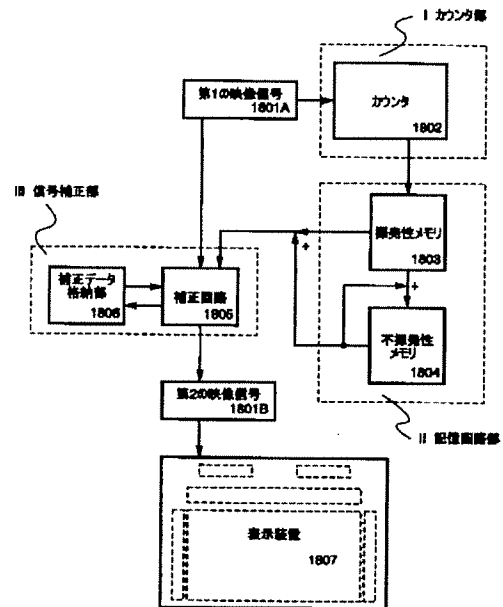 I カウンタ部
第1の映像信号
1801A
カウンタ
1802
III 信号補正部
揮発性メモリ
1803
+
補正データ
格納部
1806
補正回路
1805
+
不揮発性
メモリ
1804
第2の映像信号
1801B
II 記憶回路部
表示装置
1807